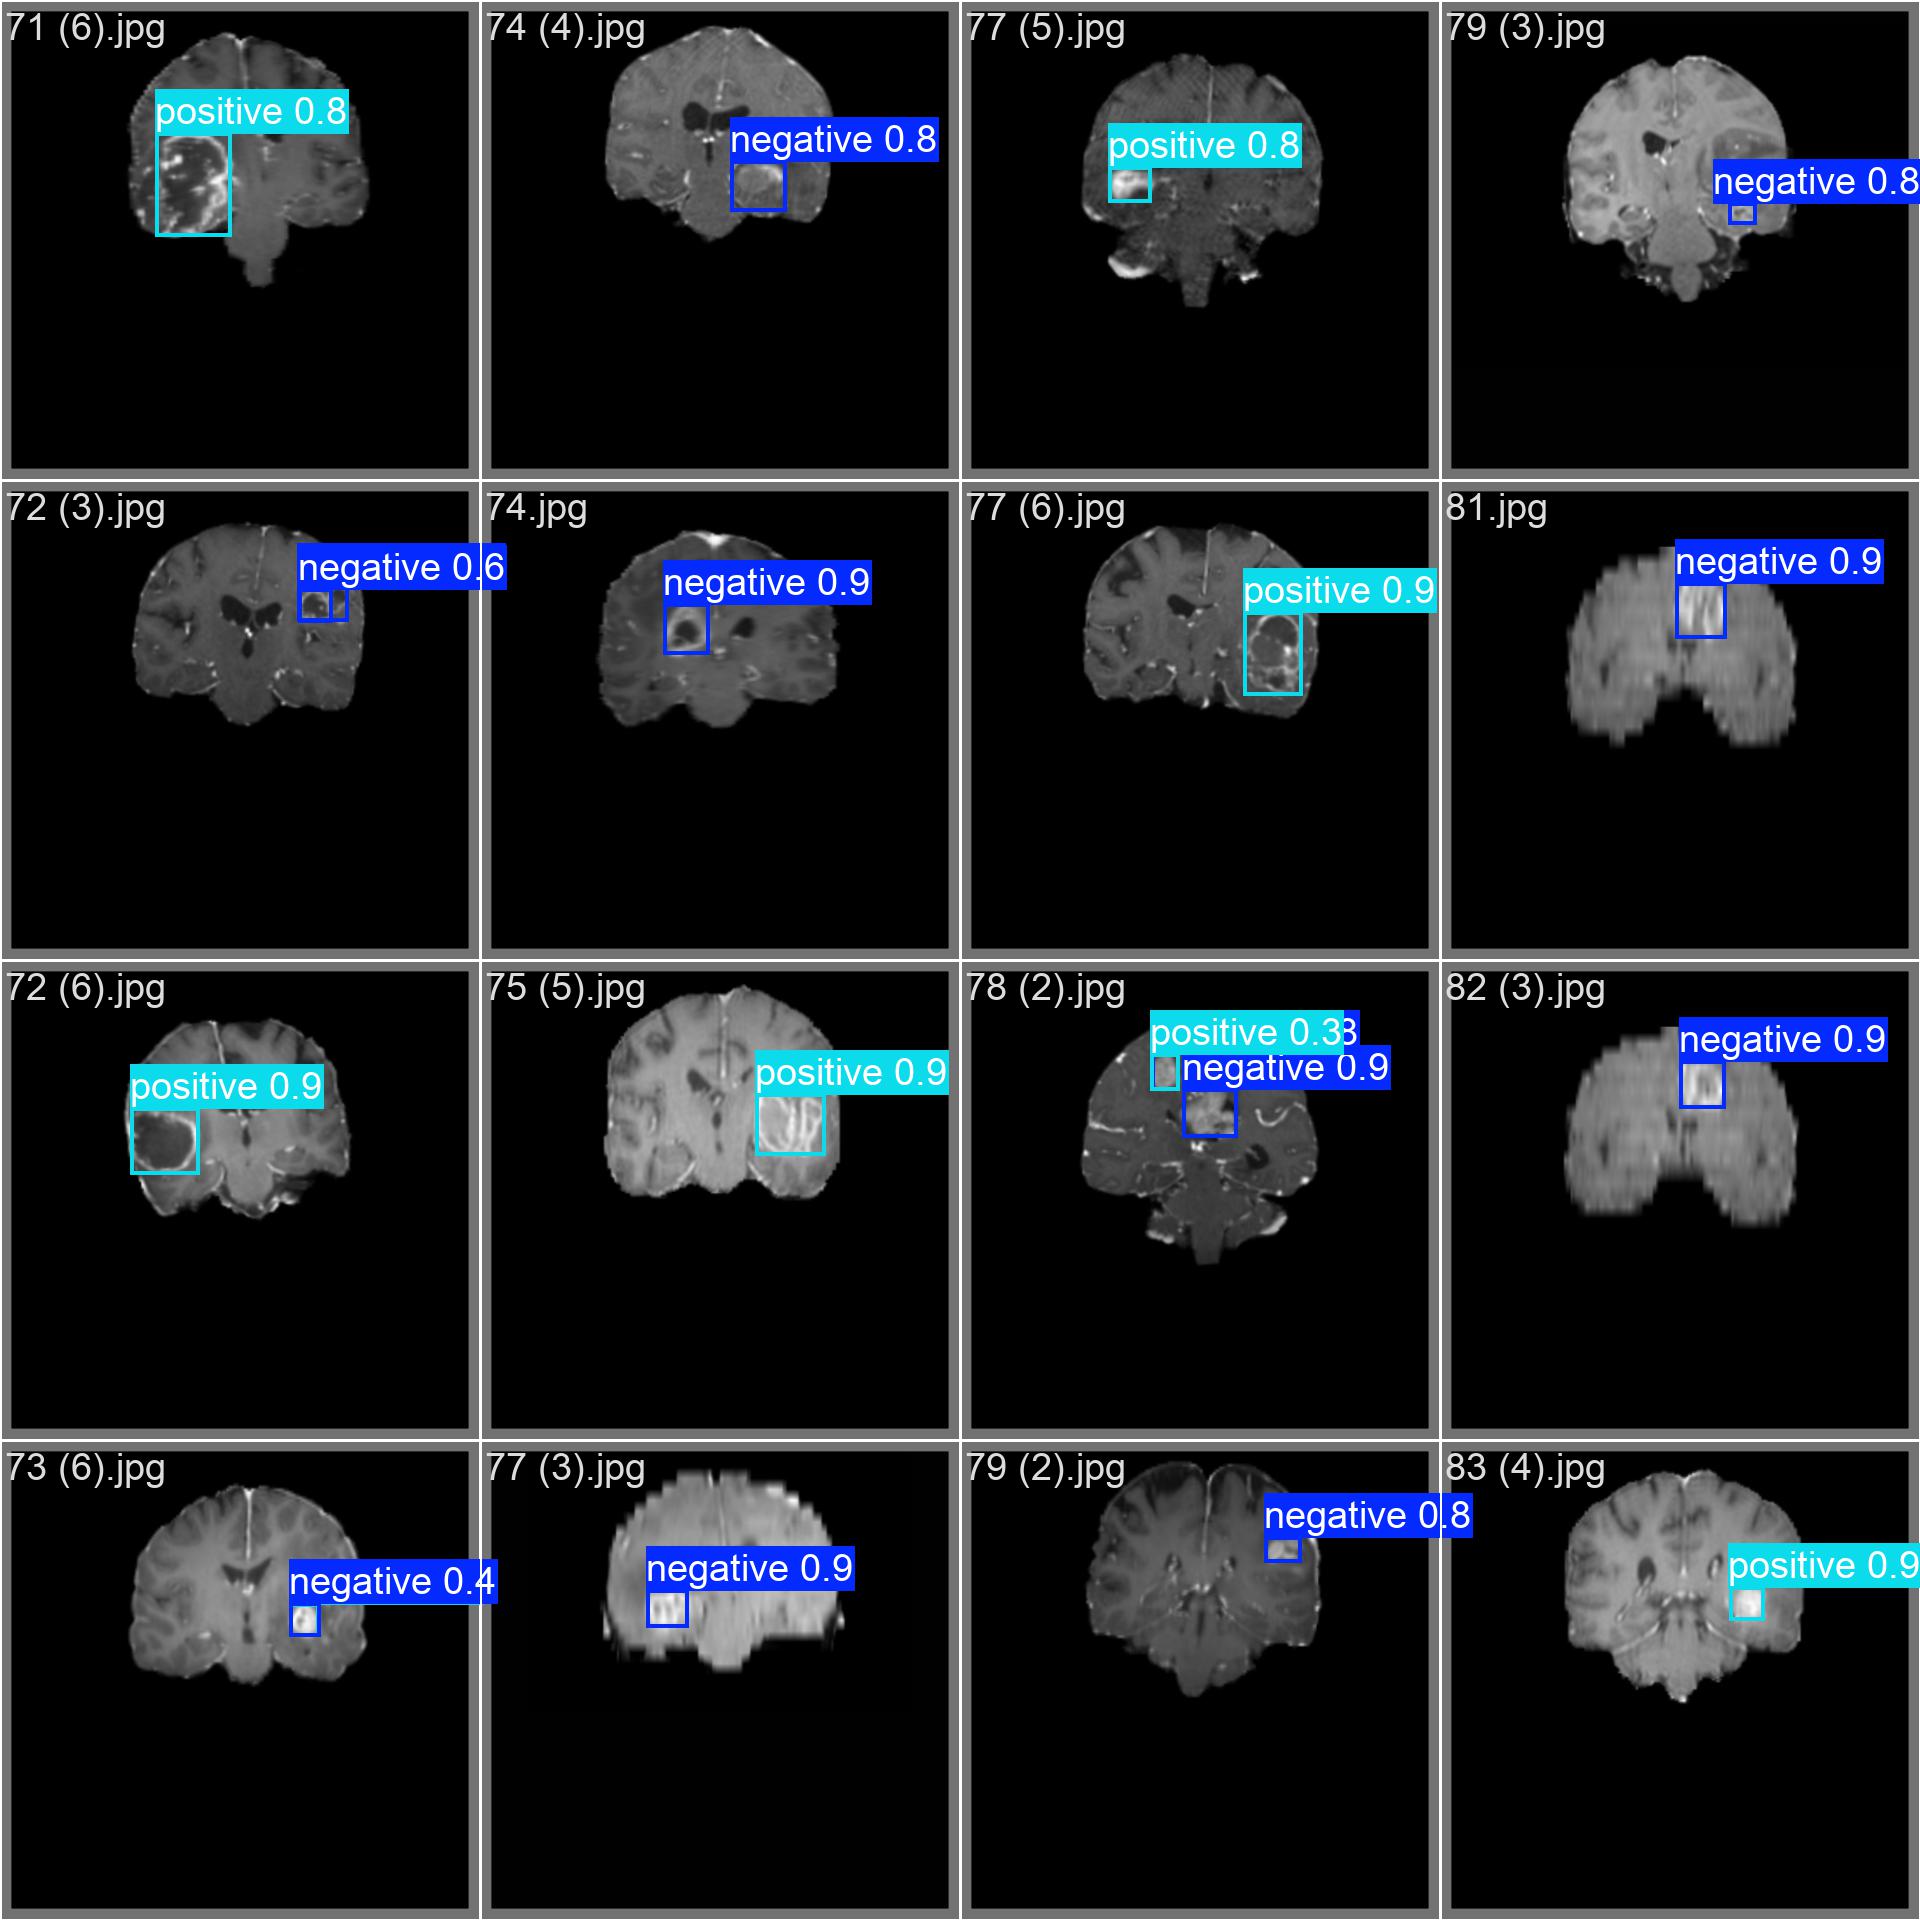 71 (6).jpg
positive 0.8
74 (4).jpg
negative 0.8
77 (5).jpg
positive 0.8
79 (3).jpg
negative 0.8
72 (3).jpg
negative 0.6
74.jpg
negative 0.9
77 (6).jpg
positive 0.9
81.jpg
negative 0.9
72 (6).jpg
positive 0.9
75 (5).jpg
positive 0.9
78 (2).jpg
positive 0.3
negative 0.9
82 (3).jpg
negative 0.9
73 (6).jpg
negative 0.4
77 (3).jpg
negative 0.9
79 (2).jpg
negative 0.8
83 (4).jpg
positive 0.9